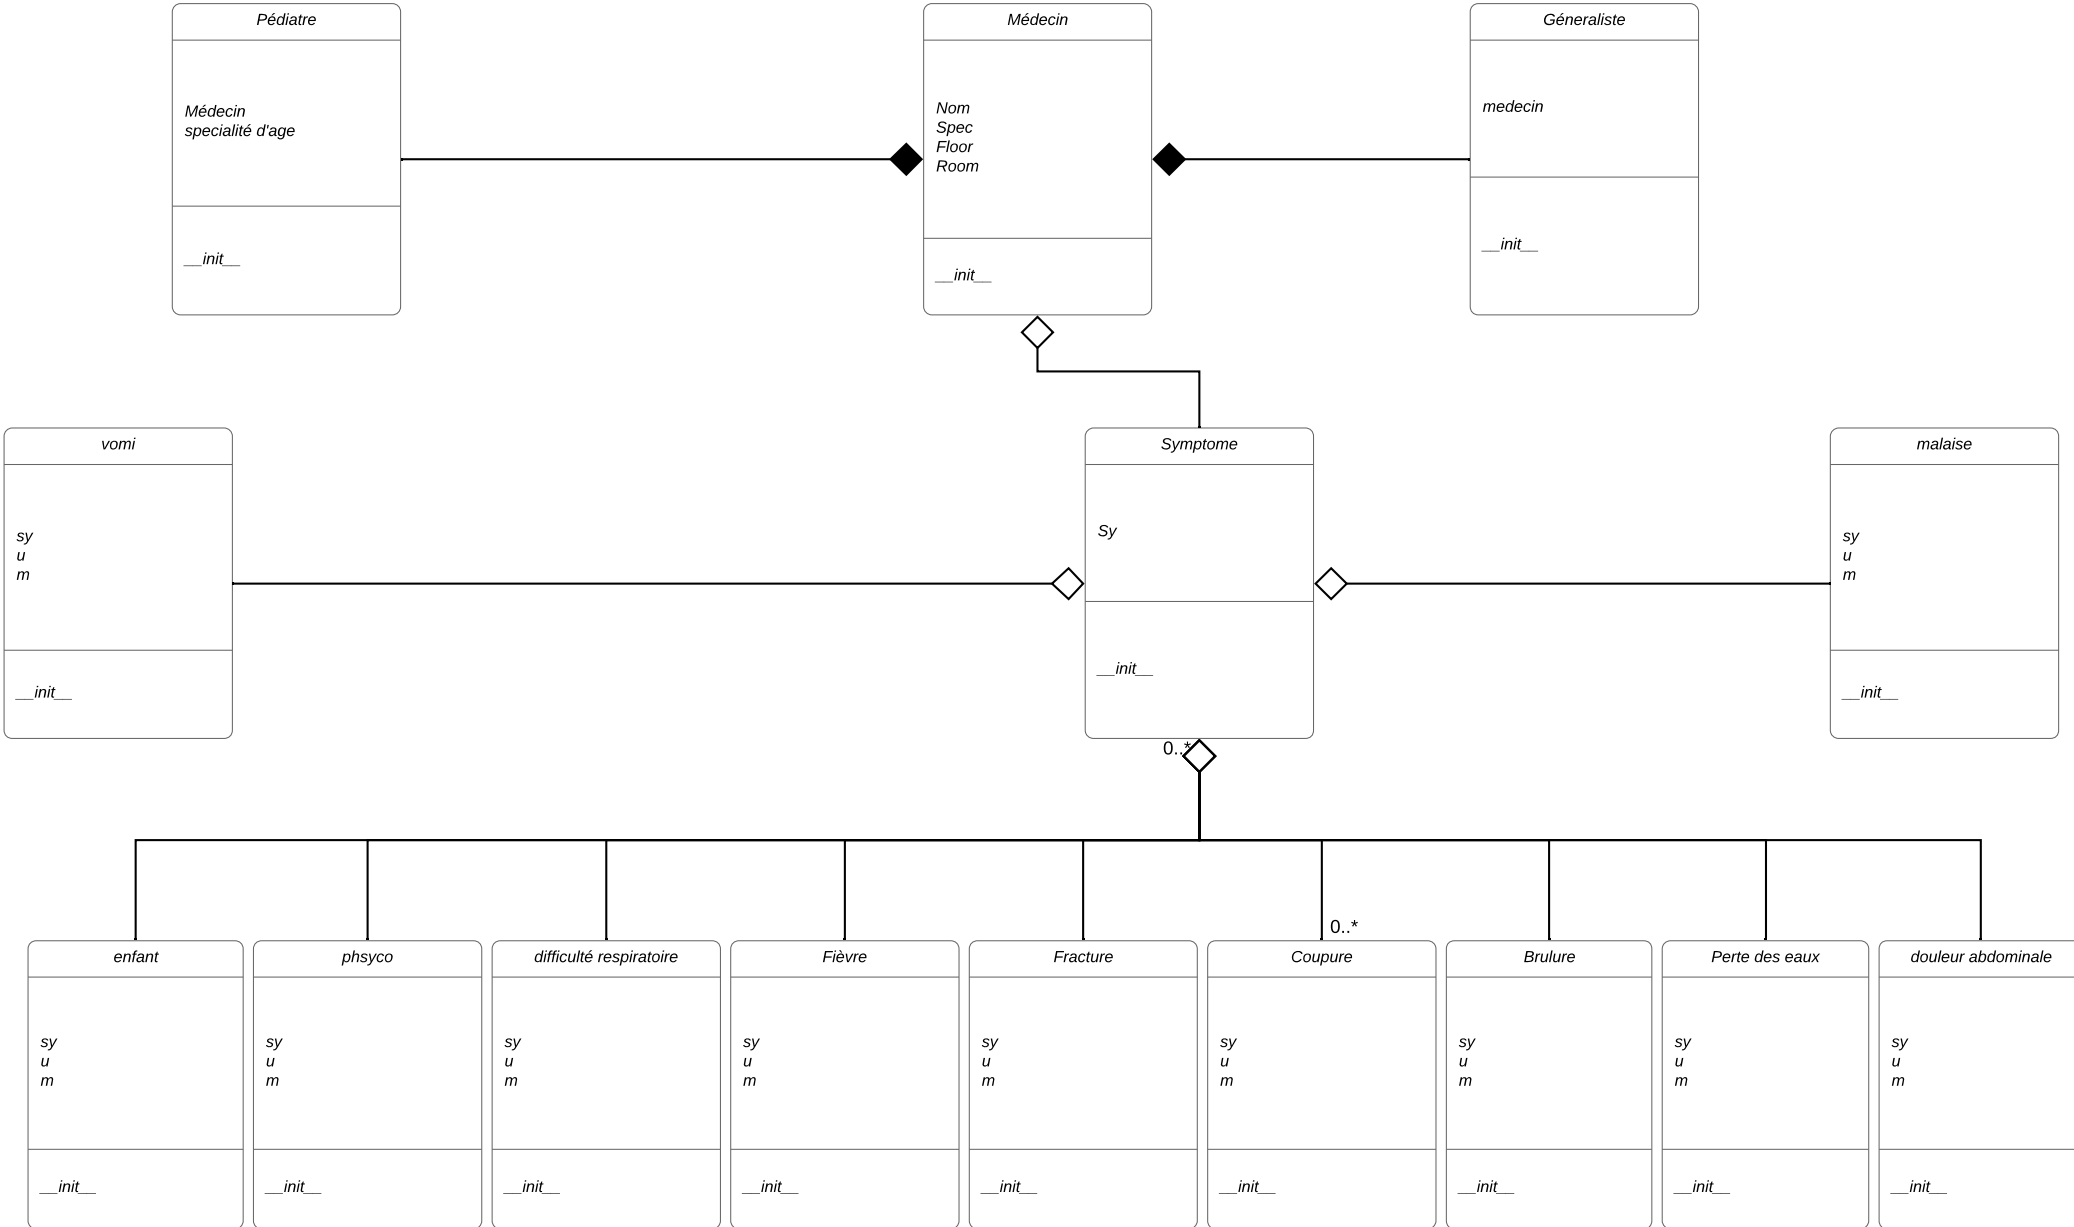 Pédiatre
Médecin
specialité d'age
__init__
Médecin
Nom
Spec
Floor
Room
__init__
Géneraliste
medecin
__init__
vomi
sy
u
m
__init__
Symptome
Sy
__init__
malaise
sy
u
m
__init__
0..*
0..*
enfant
sy
u
m
__init__
phsyco
sy
u
m
__init__
difficulté respiratoire
sy
u
m
__init__
Fièvre
sy
u
m
__init__
Fracture
sy
u
m
__init__
Coupure
sy
u
m
__init__
Brulure
sy
u
m
__init__
Perte des eaux
sy
u
m
__init__
douleur abdominale
sy
u
m
__init__